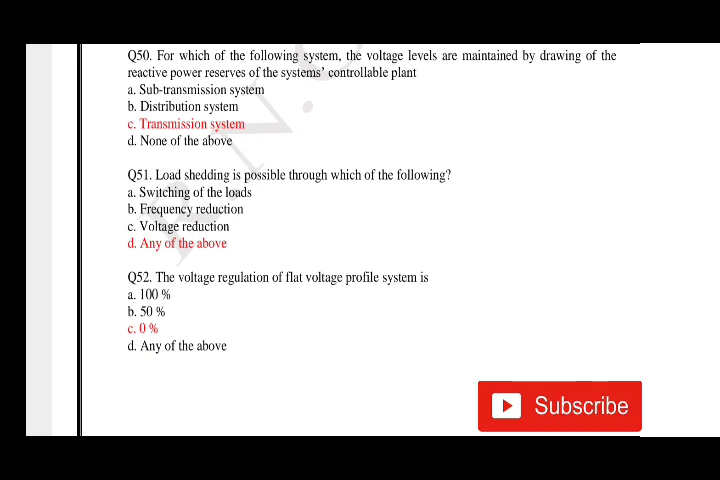 Q50. For which of the following system, the voltage levels are maintained by drawing of the
reactive power reserves of the systems' controllable plant
a. Sub-transmission system
b. Distribution system
c. Transmission system
d. None of the above
Q51. Load shedding is possible through which of the following?
a. Switching of the loads
b. Frequency reduction
c. Voltage reduction
d. Any of the above
Q52. The voltage regulation of flat voltage profile system is
a. 100 %
b. 50 %
c. 0 %
d. Any of the above
Subscribe